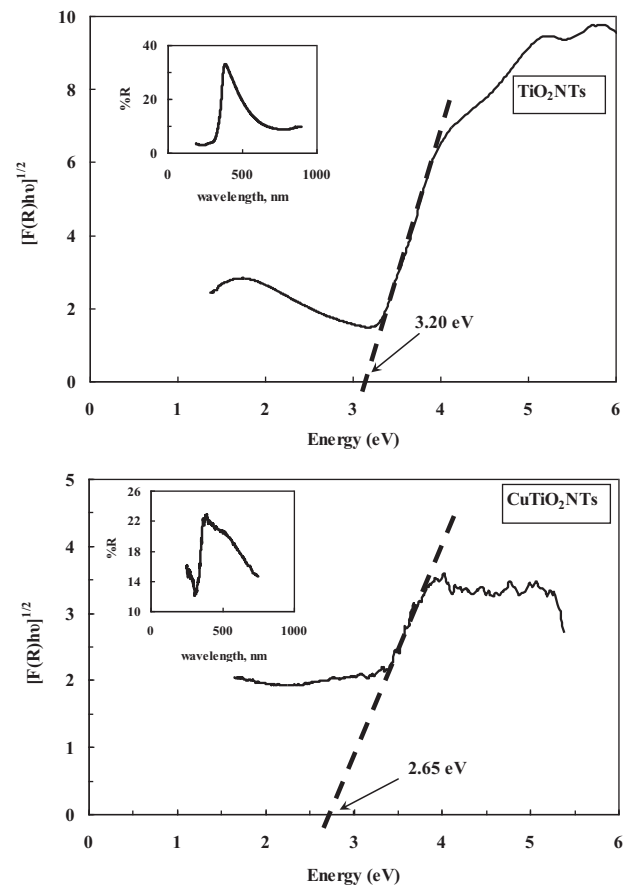 10
8
6
4
2
0
[F(R)hυ]1/2
40
30
20
10
0
%R
0 500 1000
wavelength, nm
TiO2NTs
3.20 eV
0 1 2 3 4 5 6
Energy (eV)
5
4
3
2
1
0
[F(R)hυ]1/2
26
22
18
14
10
%R
0 500 1000
wavelength, nm
CuTiO2NTs
2.65 eV
0 1 2 3 4 5 6
Energy (eV)